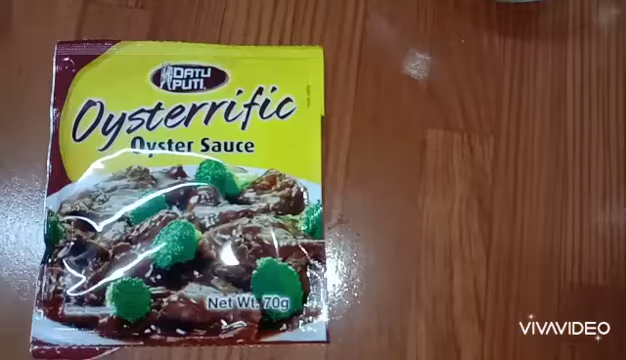 DATU
PUTI
Oysterrific
Oyster Sauce
Net Wt. 70g
VIVAVIDEO